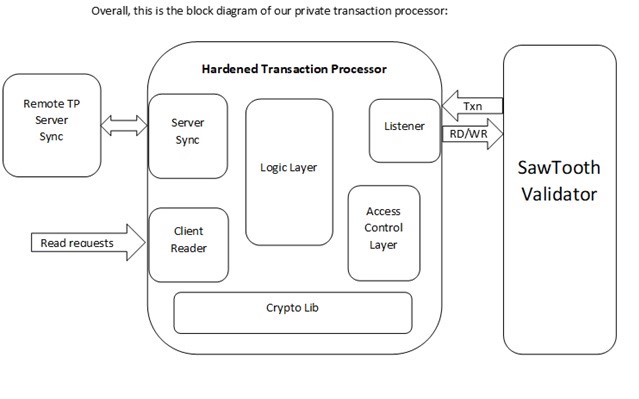 Overall, this is the block diagram of our private transaction processor:
Hardened Transaction Processor
Remote TP
Server
Sync
Server
Sync
Logic Layer
Listener
Txn
RD/WR
SawTooth
Validator
Read requests
Client
Reader
Access
Control
Layer
Crypto Lib